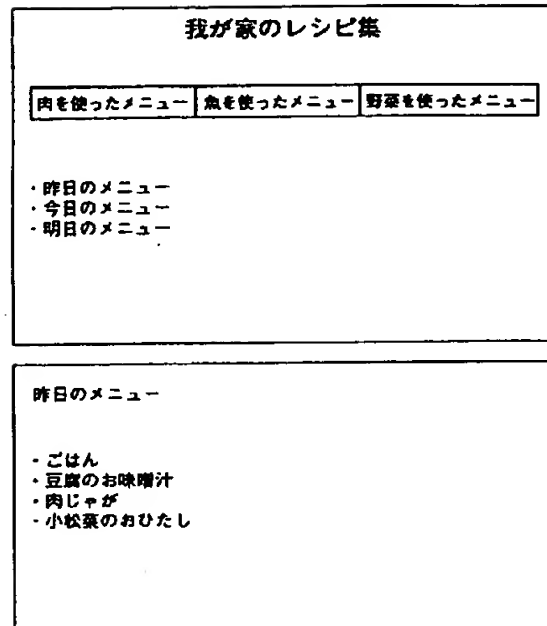 我が家のレシピ集
肉を使ったメニュー 魚を使ったメニュー 野菜を使ったメニュー
・昨日のメニュー
・今日のメニュー
・明日のメニュー
昨日のメニュー
・ごはん
・豆腐のお味噌汁
・肉じゃが
・小松菜のおひたし